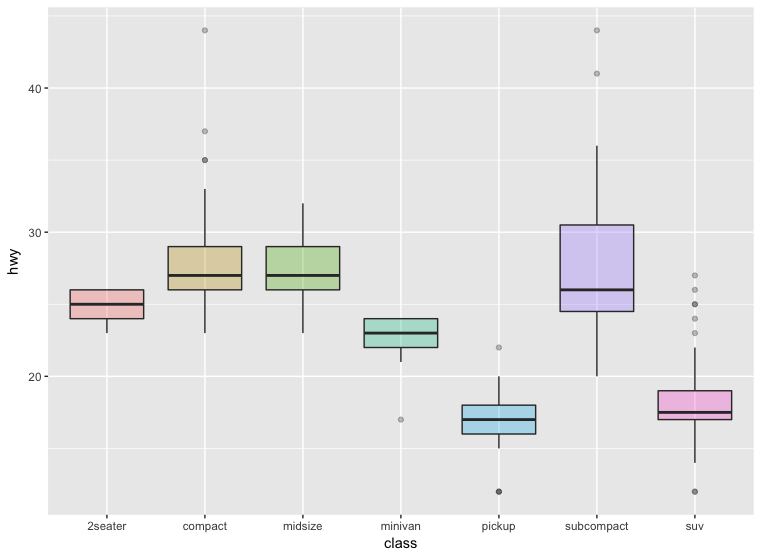 hwy
40
30
20
2seater compact midsize minivan pickup subcompact suv
class